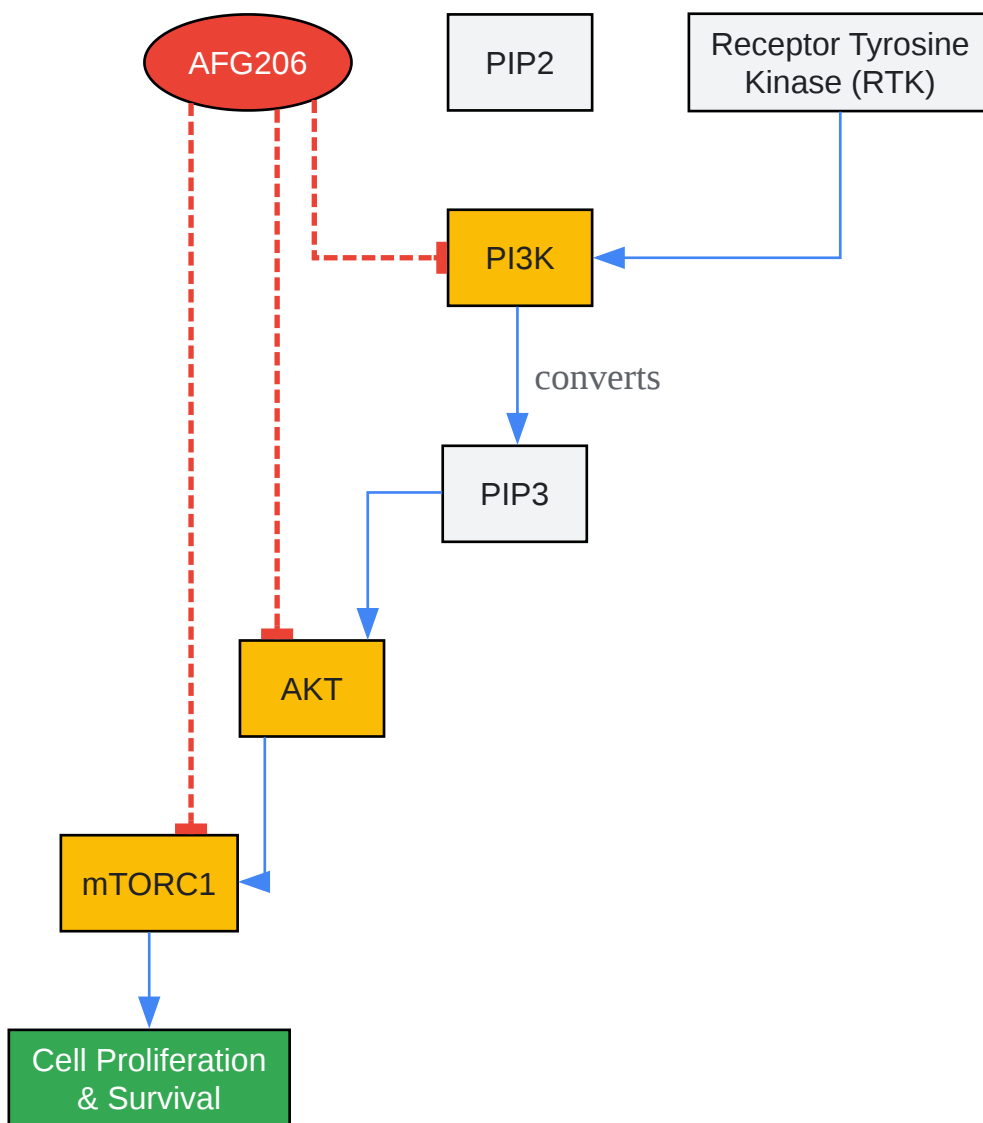 AFG206
PIP2
Receptor Tyrosine
Kinase (RTK)
PI3K
converts
PIP3
AKT
mTORC1
Cell Proliferation
& Survival